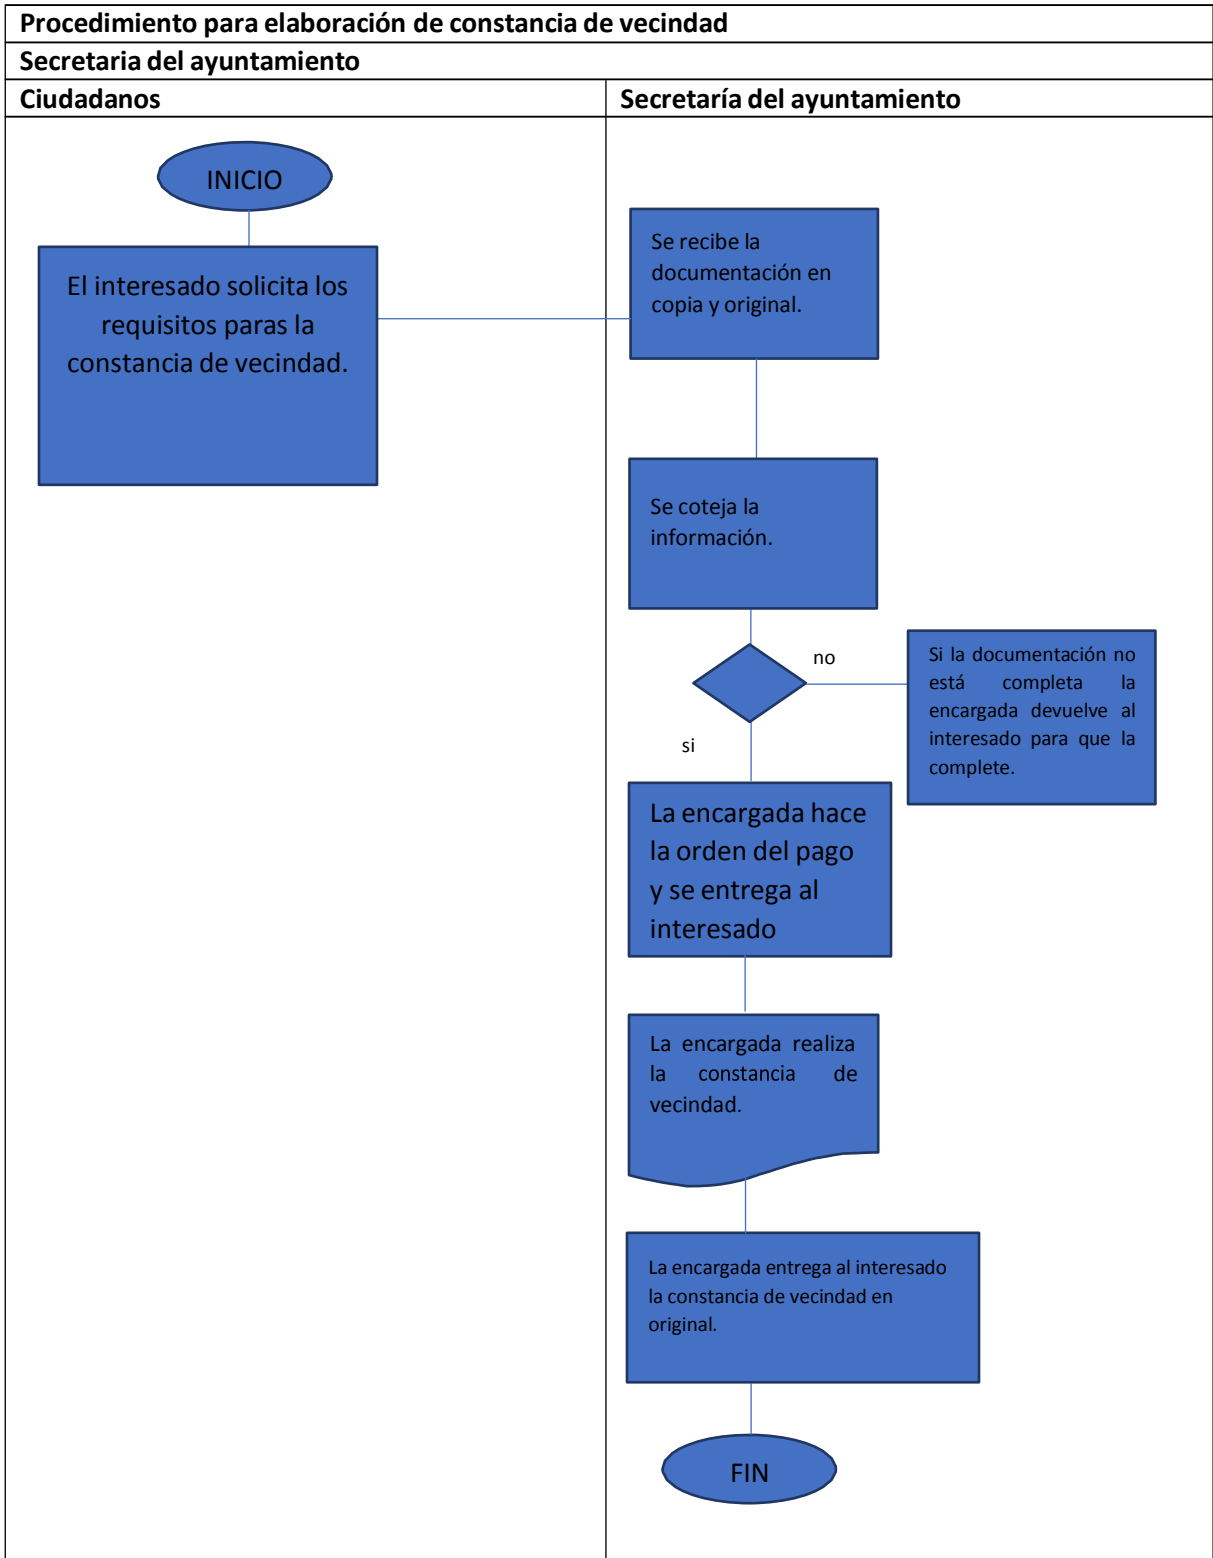 Procedimiento para elaboración de constancia de vecindad
Secretaria del ayuntamiento
Ciudadanos
Secretaría del ayuntamiento
INICIO
El interesado solicita los
requisitos paras la
constancia de vecindad.
Se recibe la
documentación en
copia y original.
Se coteja la
información.
no
Si la documentación no
está completa la
encargada devuelve al
interesado para que la
complete.
si
La encargada hace
la orden del pago
y se entrega al
interesado
La encargada realiza
la constancia de
vecindad.
La encargada entrega al interesado
la constancia de vecindad en
original.
FIN